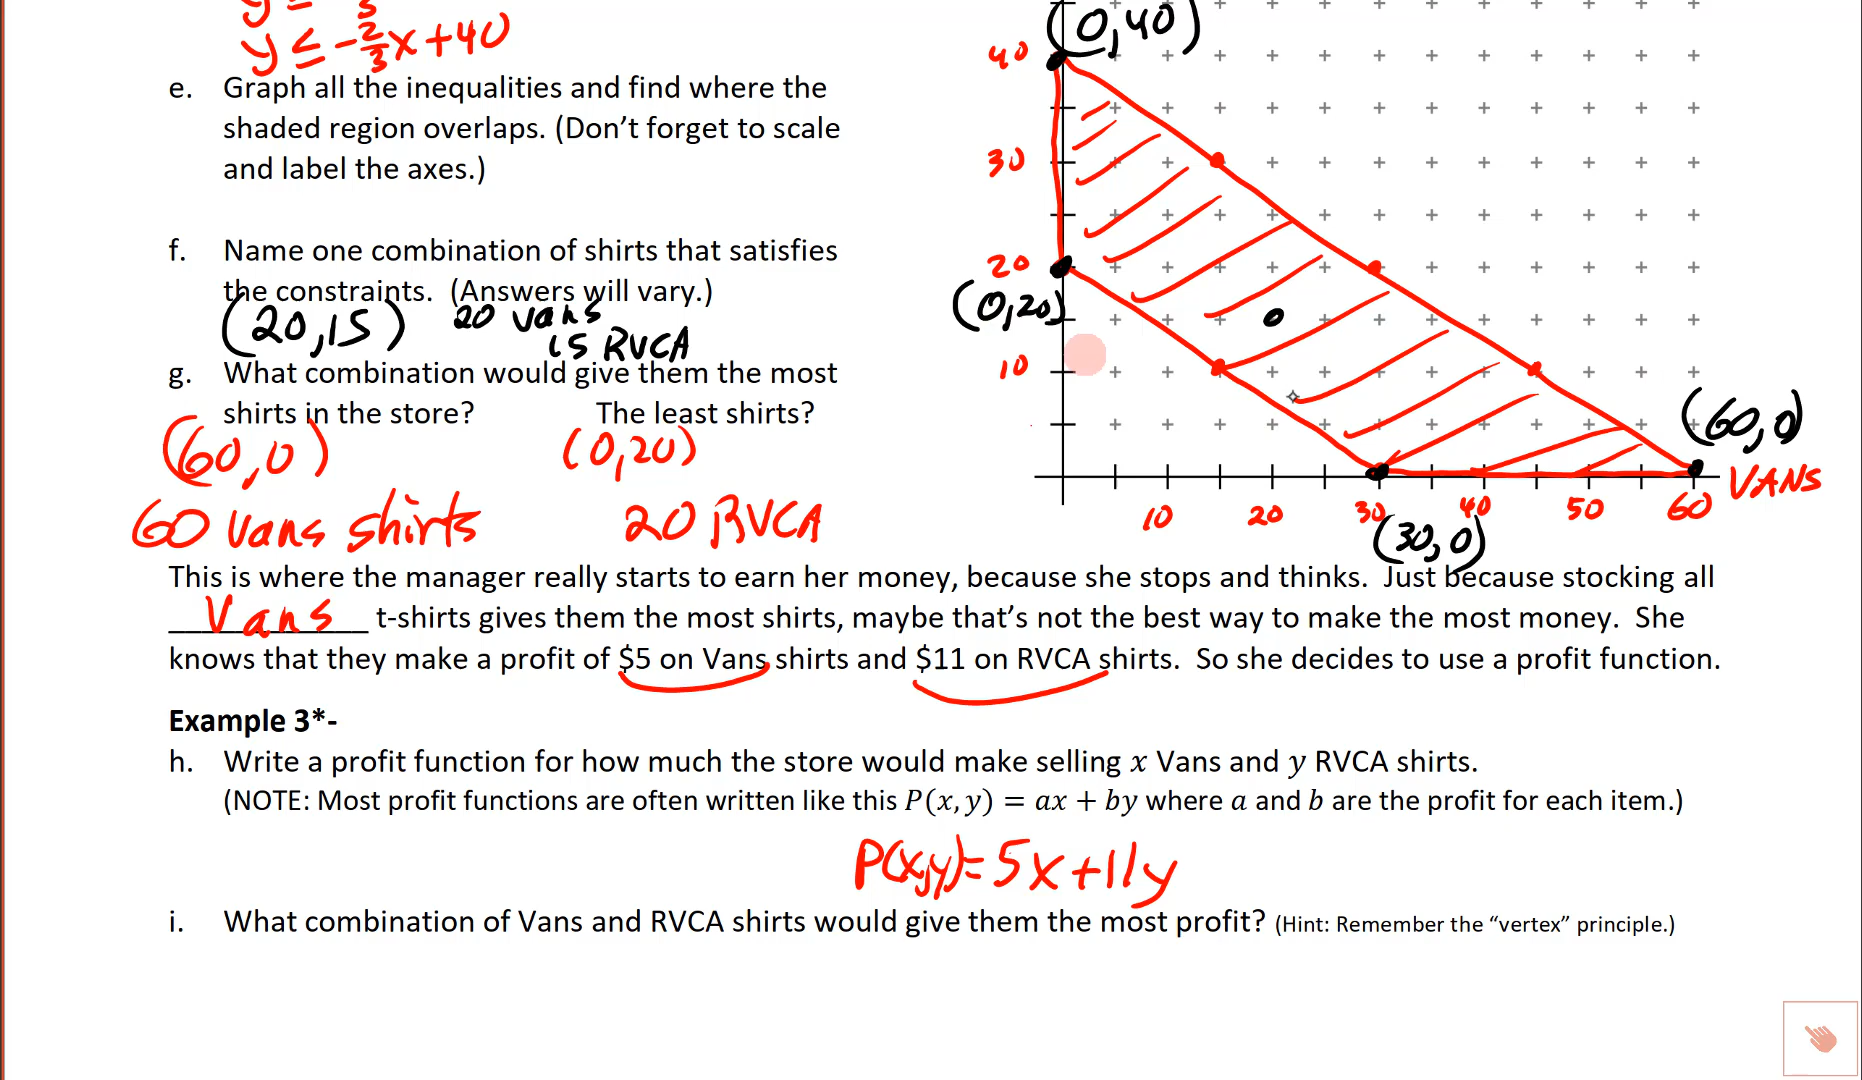 y ≤ -2/3x+40
e. Graph all the inequalities and find where the
shaded region overlaps. (Don’t forget to scale
and label the axes.)
f. Name one combination of shirts that satisfies
the constraints. (Answers will vary.)
(20,15) 20 vans
15 RVCA
g. What combination would give them the most
shirts in the store? The least shirts?
(60,0) (0,20)
60 Vans shirts 20 RVCA
(0,40)
40
30
20
(0,20)
10
(60,0)
VANS
10 20 30 40 50 60
(30,0)
This is where the manager really starts to earn her money, because she stops and thinks. Just because stocking all
Vans t-shirts gives them the most shirts, maybe that’s not the best way to make the most money. She
knows that they make a profit of $5 on Vans shirts and $11 on RVCA shirts. So she decides to use a profit function.
Example 3*-
h. Write a profit function for how much the store would make selling x Vans and y RVCA shirts.
(NOTE: Most profit functions are often written like this P(x, y) = ax + by where a and b are the profit for each item.)
P(x,y)=5x+11y
i. What combination of Vans and RVCA shirts would give them the most profit? (Hint: Remember the “vertex” principle.)